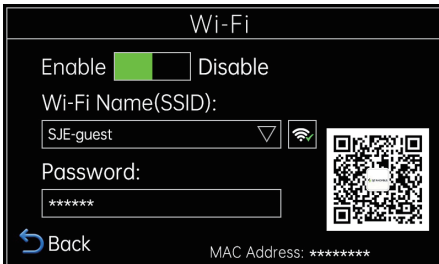 Wi-Fi
Enable Disable
Wi-Fi Name(SSID):
SJE-guest
Password:
******
Back
MAC Address: ********